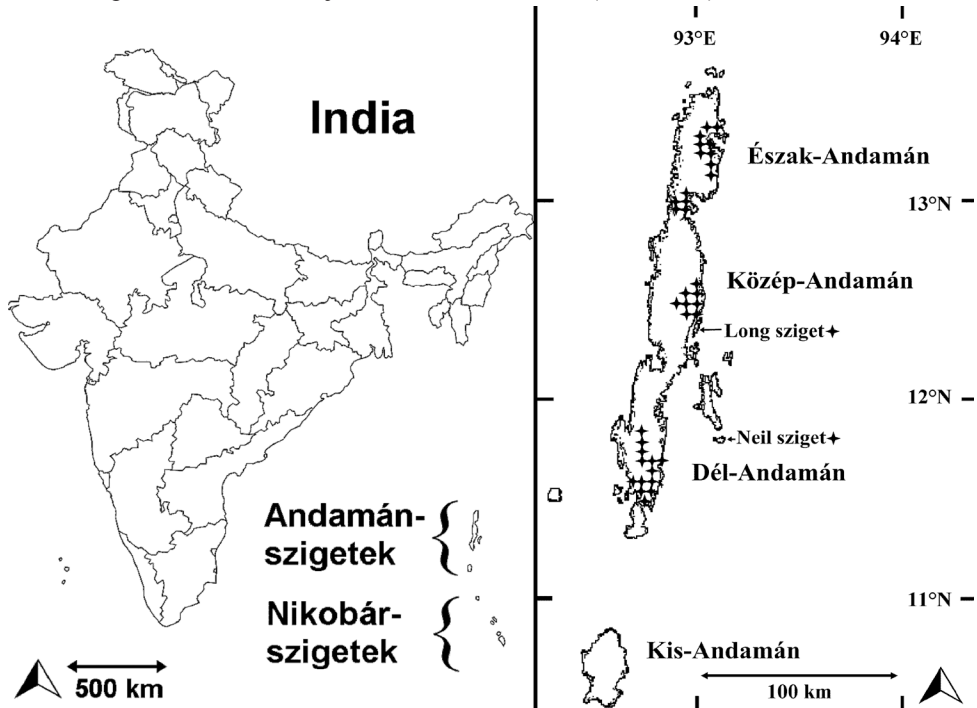 India
Andamán-
szigetek
Nikobár-
szigetek
500 km
93°E
94°E
Észak-Andamán
13°N
Közép-Andamán
Long sziget
12°N
Neil sziget
Dél-Andamán
11°N
Kis-Andamán
100 km